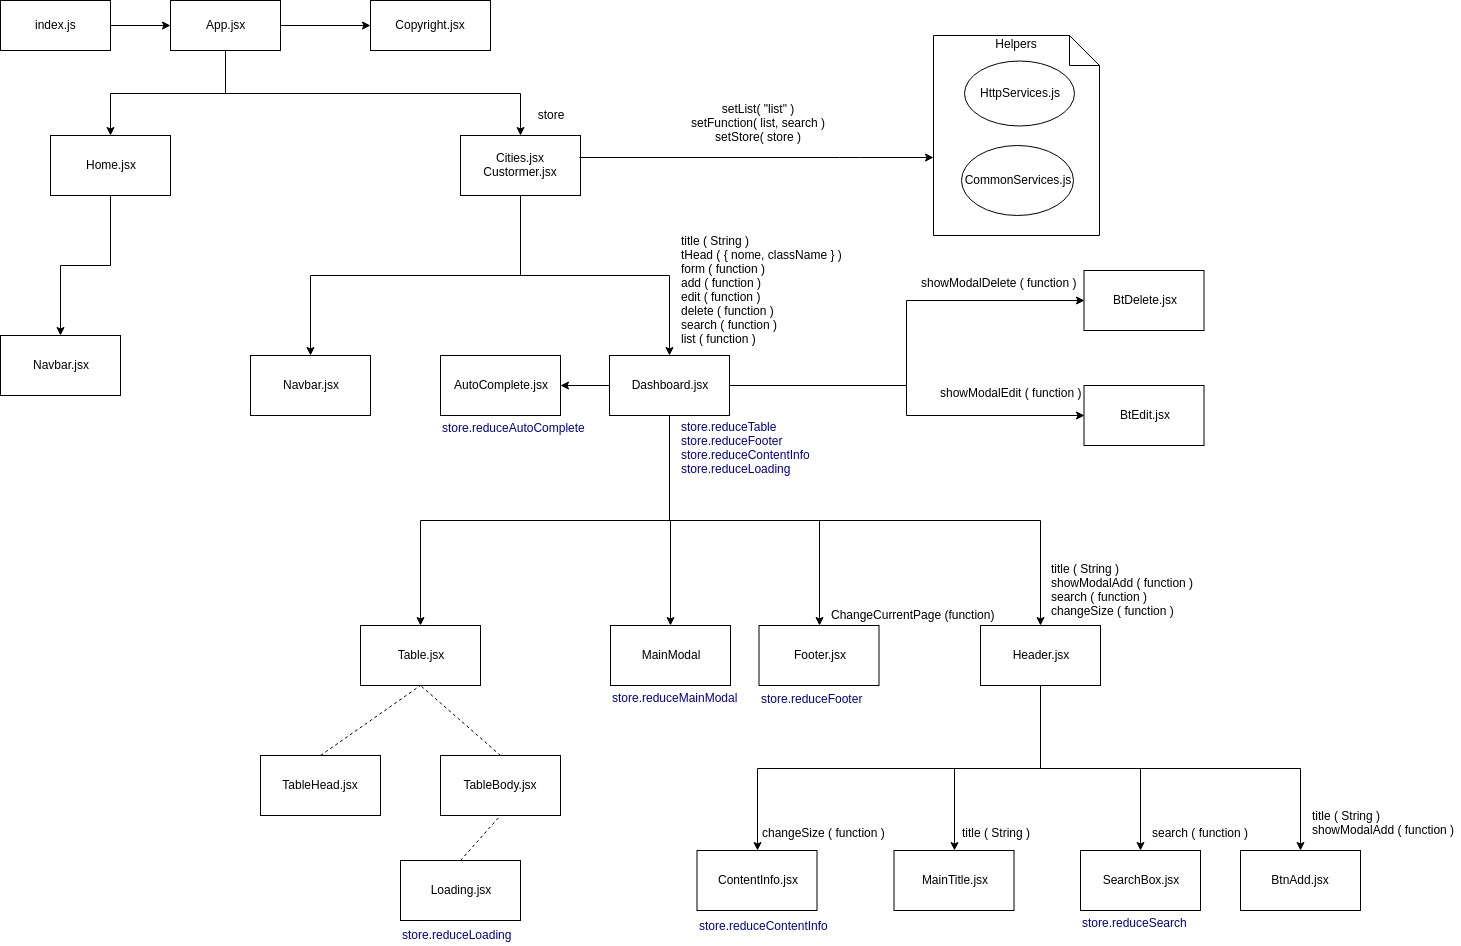 index.js
App.jsx
Copyright.jsx
Helpers
HttpServices.js
CommonServices.js
store
setList( "list" )
setFunction( list, search )
setStore( store )
Home.jsx
Cities.jsx
Custormer.jsx
title ( String )
tHead ( { nome, className } )
form ( function )
add ( function )
edit ( function )
delete ( function )
search ( function )
list ( function )
showModalDelete ( function )
BtDelete.jsx
Navbar.jsx
Navbar.jsx
AutoComplete.jsx
Dashboard.jsx
showModalEdit ( function )
BtEdit.jsx
store.reduceAutoComplete
store.reduceTable
store.reduceFooter
store.reduceContentInfo
store.reduceLoading
title ( String )
showModalAdd ( function )
search ( function )
changeSize ( function )
ChangeCurrentPage (function)
Table.jsx
MainModal
Footer.jsx
Header.jsx
store.reduceMainModal
store.reduceFooter
TableHead.jsx
TableBody.jsx
changeSize ( function )
title ( String )
search ( function )
title ( String )
showModalAdd ( function )
Loading.jsx
ContentInfo.jsx
MainTitle.jsx
SearchBox.jsx
BtnAdd.jsx
store.reduceLoading
store.reduceContentInfo
store.reduceSearch